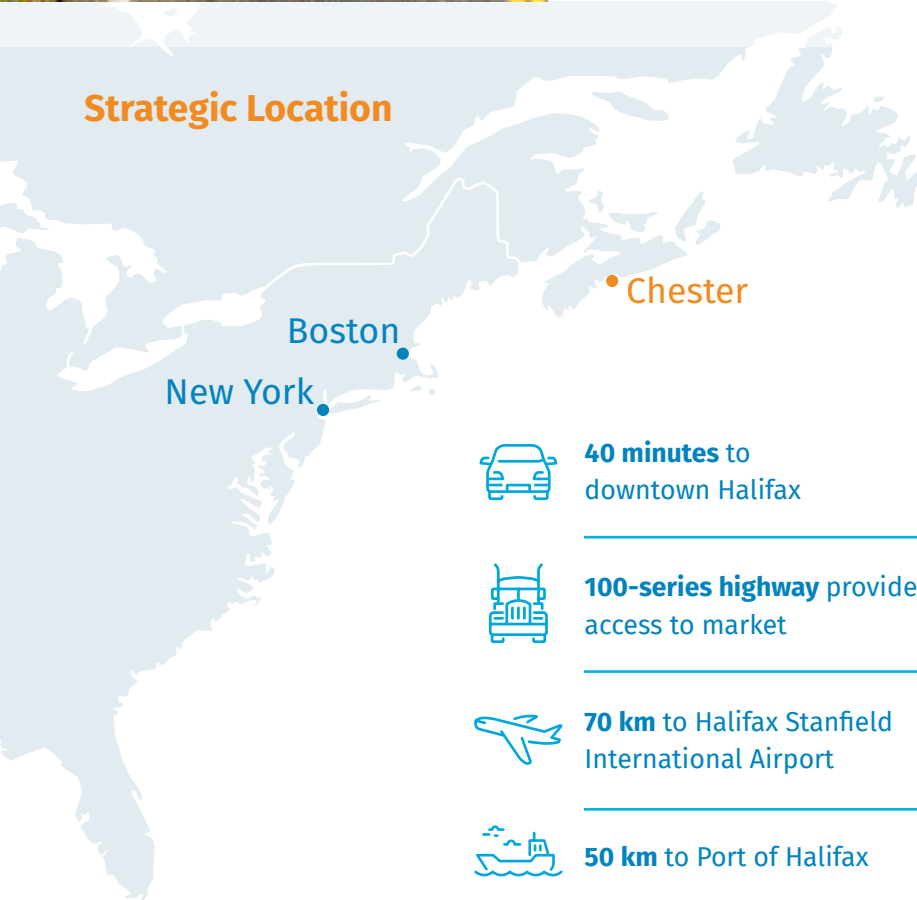 Strategic Location
Chester
Boston
New York
40 minutes to
downtown Halifax
100-series highway provide
access to market
70 km to Halifax Stanfield
International Airport
50 km to Port of Halifax